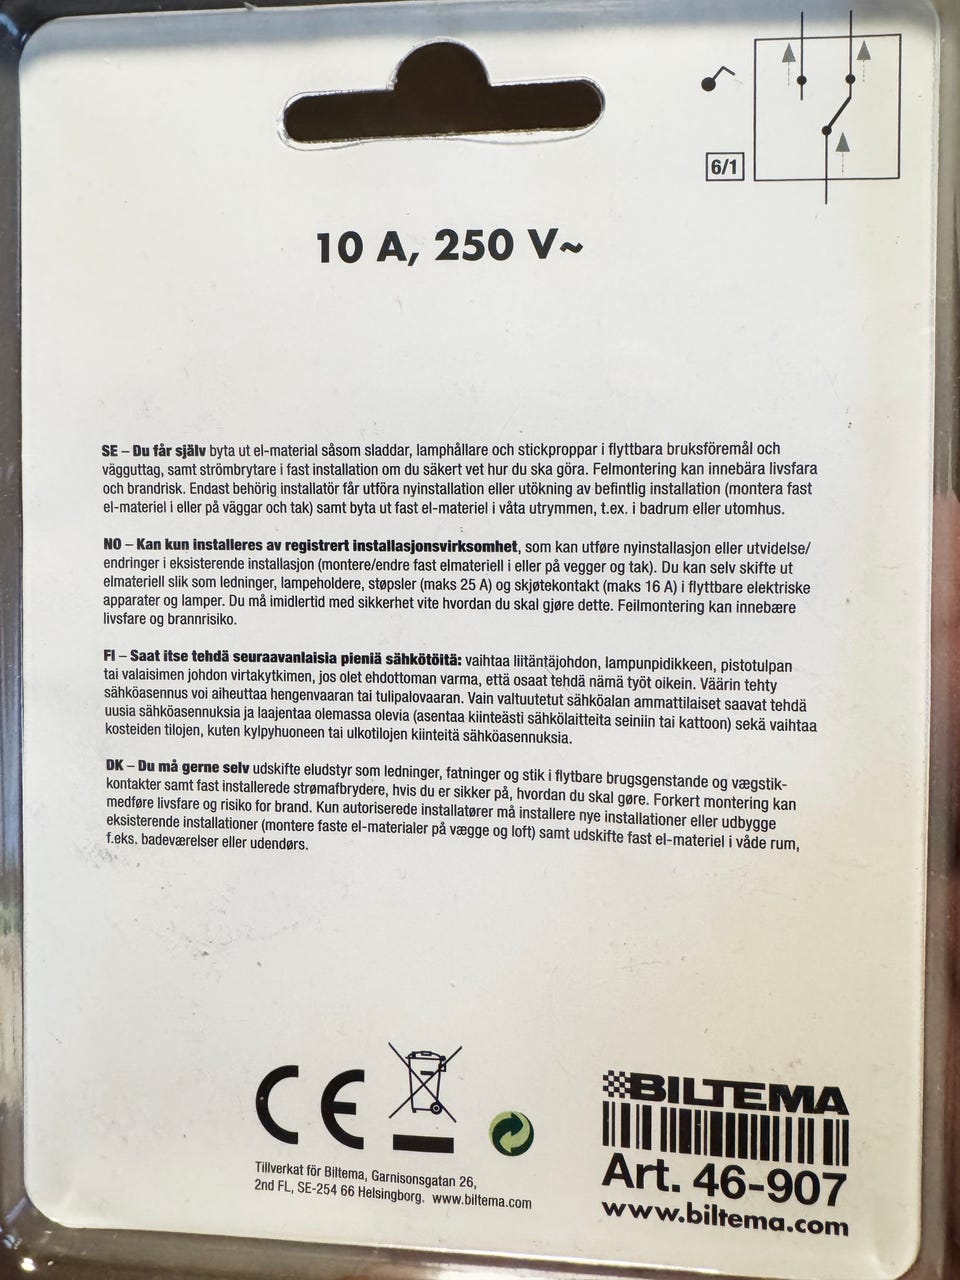 6/1
10 A, 250 V~
SE – Du får själv byta ut el-material såsom sladdar, lamphållare och stickproppar i flyttbara bruksföremål och
vägguttag, samt strömbrytare i fast installation om du säkert vet hur du ska göra. Felmontering kan innebära livsfara
och brandrisk. Endast behörig installatör får utföra nyinstallation eller utökning av befintlig installation (montera fast
el-materiel i eller på väggar och tak) samt byta ut fast el-materiel i våta utrymmen, t.ex. i badrum eller utomhus.
NO – Kan kun installeres av registrert installasjonsvirksomhet, som kan utføre nyinstallasjon eller utvidelse/
endringer i eksisterende installasjon (montere/endre fast elmateriell i eller på vegger og tak). Du kan selv skifte ut
elmateriell slik som ledninger, lampeholdere, støpsler (maks 25 A) og skjøtekontakt (maks 16 A) i flyttbare elektriske
apparater og lamper. Du må imidlertid med sikkerhet vite hvordan du skal gjøre dette. Feilmontering kan innebære
livsfare og brannrisiko.
FI – Saat itse tehdä seuraavanlaisia pieniä sähkötöitä: vaihtaa liitäntäjohdon, lampunpidikkeen, pistotulpan
tai valaisimen johdon virtakytkimen, jos olet ehdottoman varma, että osaat tehdä nämä työt oikein. Väärin tehty
sähköasennus voi aiheuttaa hengenvaaran tai tulipalovaaran. Vain valtuutetut sähköalan ammattilaiset saavat tehdä
uusia sähköasennuksia ja laajentaa olemassa olevia (asentaa kiinteästi sähkölaitteita seiniin tai kattoon) sekä vaihtaa
kosteiden tilojen, kuten kylpyhuoneen tai ulkotilojen kiinteitä sähköasennuksia.
DK – Du må gerne selv udskifte eludstyr som ledninger, fatninger og stik i flytbare brugsgenstande og vægstik-
kontakter samt fast installerede strømafbrydere, hvis du er sikker på, hvordan du skal gøre. Forkert montering kan
medføre livsfare og risiko for brand. Kun autoriserede installatører må installere nye installationer eller udbygge
eksisterende installationer (montere faste el-materialer på vægge og loft) samt udskifte fast el-materiel i våde rum,
f.eks. badeværelser eller udendørs.
CE
Tillverkat för Biltema, Garnisonsgatan 26,
2nd FL, SE-254 66 Helsingborg. www.biltema.com
BILTEMA
Art. 46-907
www.biltema.com